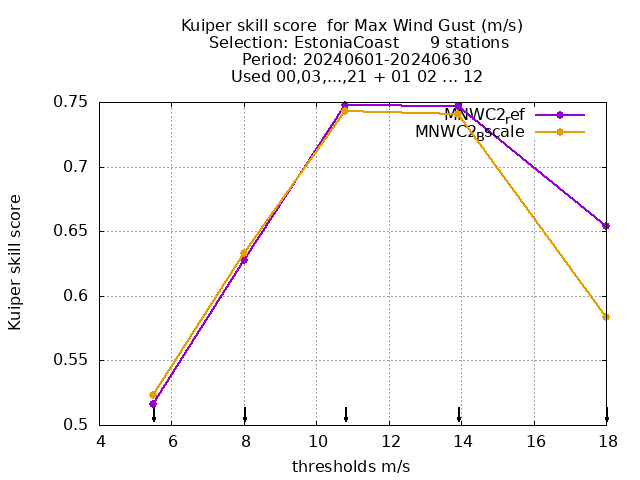 Kuiper skill score  for Max Wind Gust (m/s)
Selection: EstoniaCoast      9 stations
Period: 20240601-20240630
Used 00,03,...,21 + 01 02 ... 12
MNWC2ref
MNWC2Bscale
0.75
0.7
0.65
0.6
0.55
0.5
Kuiper skill score
4 6 8 10 12 14 16 18
thresholds m/s